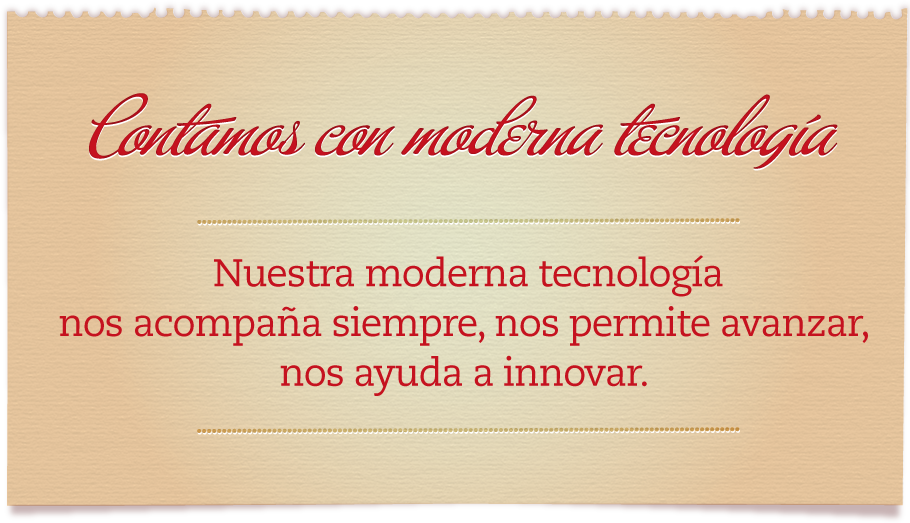 Contamos con moderna tecnología
Nuestra moderna tecnología
nos acompaña siempre, nos permite avanzar,
nos ayuda a innovar.